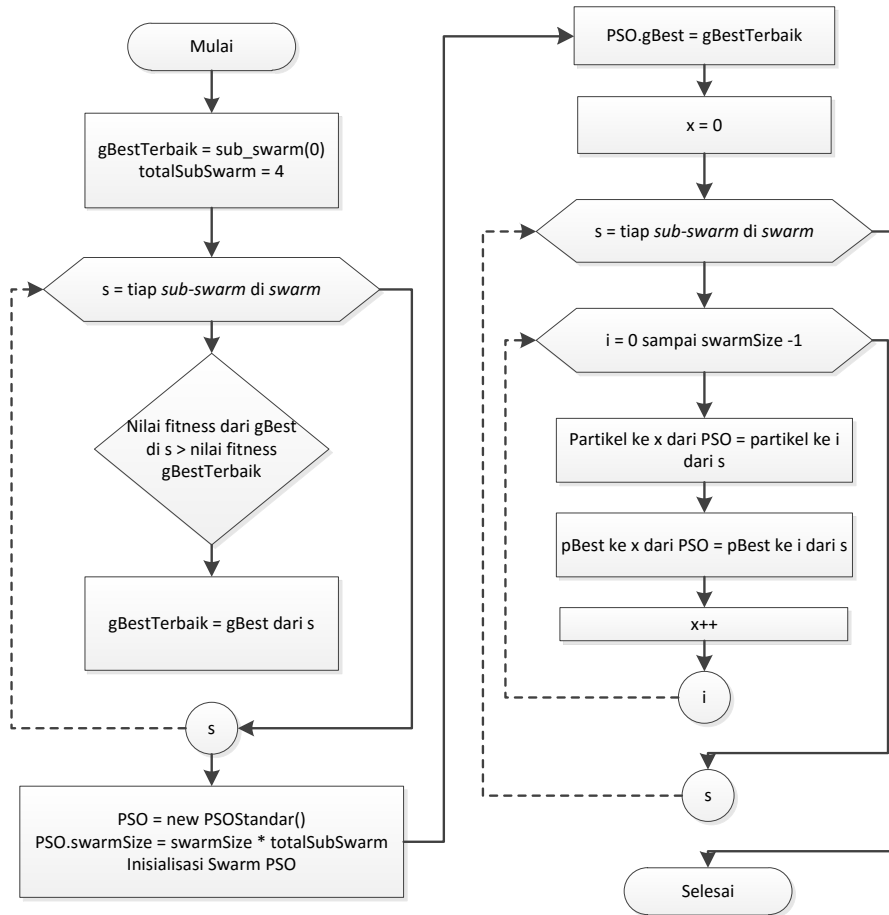 Mulai
gBestTerbaik = sub_swarm(0)
totalSubSwarm = 4
s = tiap sub-swarm di swarm
Nilai fitness dari gBest
di s > nilai fitness
gBestTerbaik
gBestTerbaik = gBest dari s
s
PSO = new PSOStandar()
PSO.swarmSize = swarmSize * totalSubSwarm
Inisialisasi Swarm PSO
PSO.gBest = gBestTerbaik
x = 0
s = tiap sub-swarm di swarm
i = 0 sampai swarmSize -1
Partikel ke x dari PSO = partikel ke i
dari s
pBest ke x dari PSO = pBest ke i dari s
x++
i
s
Selesai